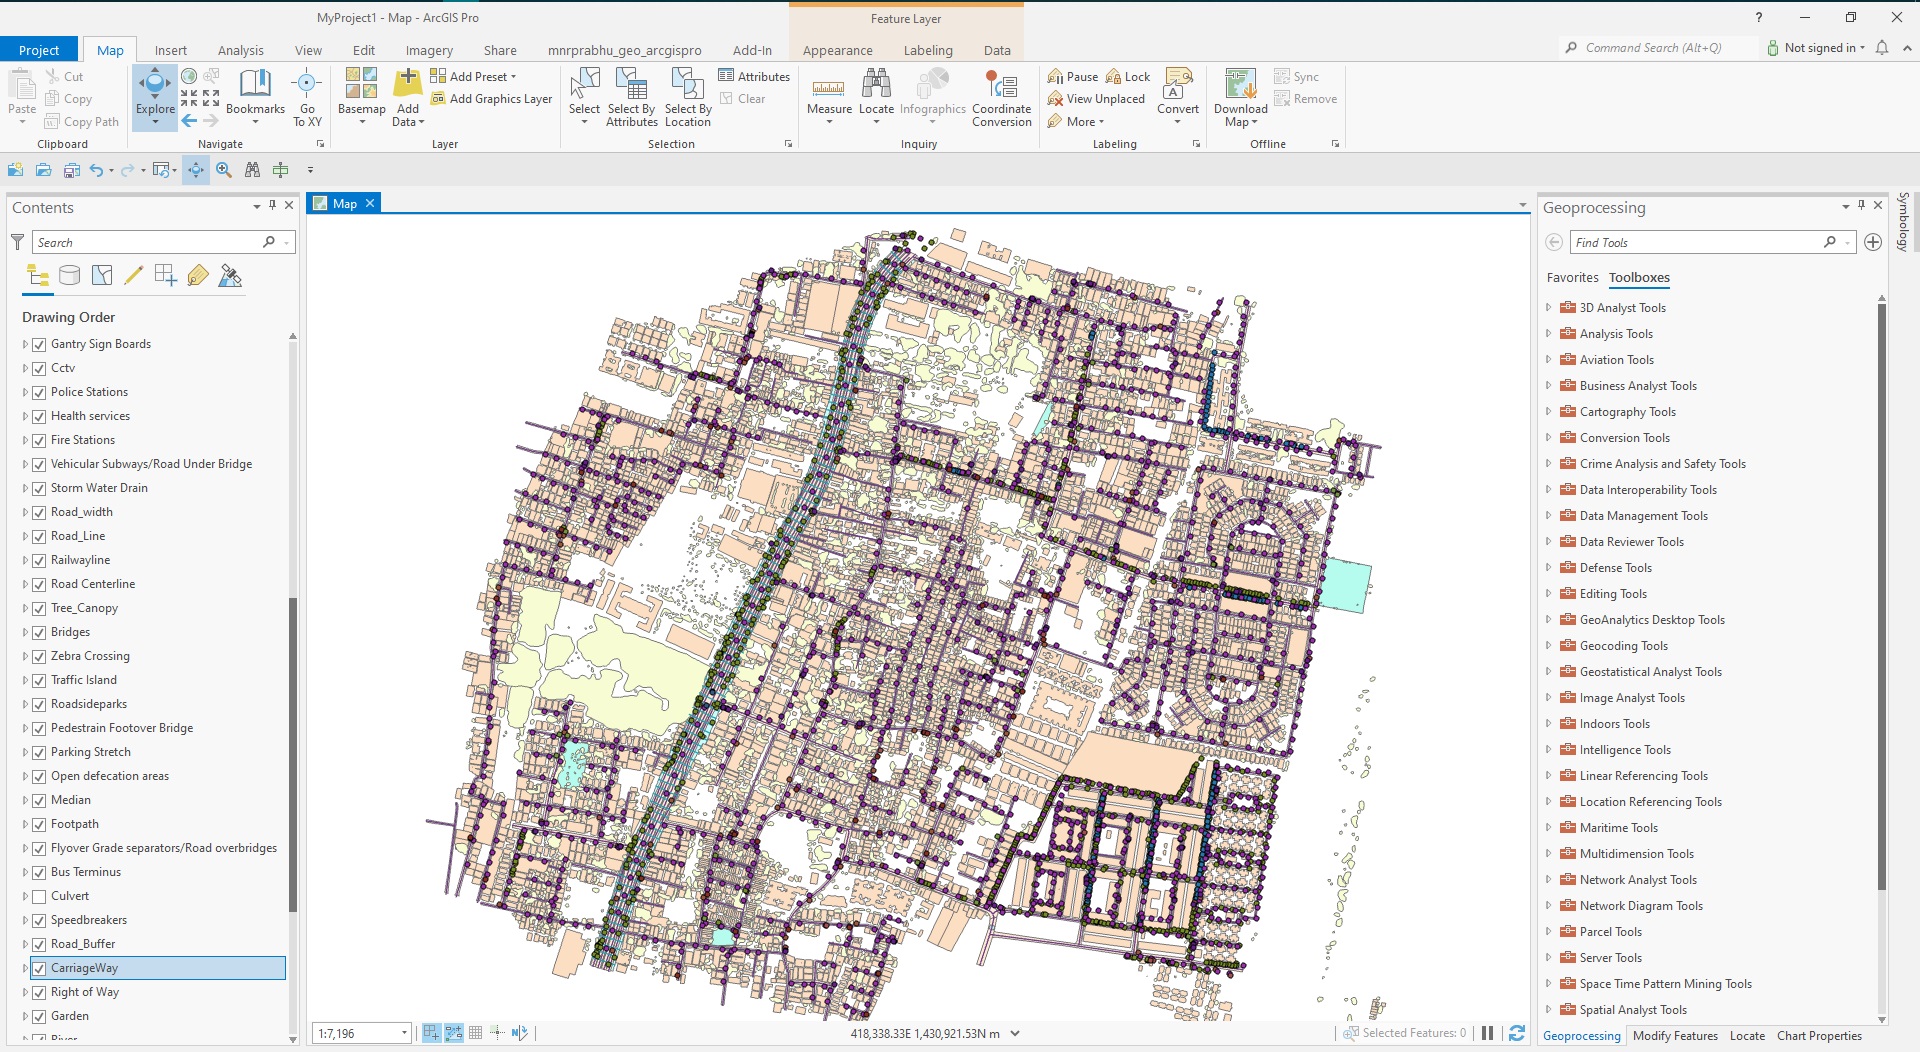 MyProject1 - Map - ArcGIS Pro
Feature Layer
?
Project
Map
Insert
Analysis
View
Edit
Imagery
Share
mnrprabhu_geo_arcgispro
Add-In
Appearance
Labeling
Data
Command Search (Alt+Q)
Not signed in
Paste
Cut
Copy
Copy Path
Clipboard
Explore
Bookmarks
Go
To XY
Navigate
Basemap
Add
Data
Add Preset
Add Graphics Layer
Layer
Select
Select By
Attributes
Select By
Location
Attributes
Clear
Selection
Measure
Locate
Infographics
Coordinate
Conversion
Inquiry
Pause
Lock
View Unplaced
More
Convert
Labeling
Download
Map
Sync
Remove
Offline
Contents
Search
Drawing Order
Gantry Sign Boards
Cctv
Police Stations
Health services
Fire Stations
Vehicular Subways/Road Under Bridge
Storm Water Drain
Road_width
Road_Line
Railwayline
Road Centerline
Tree_Canopy
Bridges
Zebra Crossing
Traffic Island
Roadsideparks
Pedestrain Footover Bridge
Parking Stretch
Open defecation areas
Median
Footpath
Flyover Grade separators/Road overbridges
Bus Terminus
Culvert
Speedbreakers
Road_Buffer
CarriageWay
Right of Way
Garden
River
Map
1:7,196
418,338.33E 1,430,921.53N m
Selected Features: 0
Geoprocessing
Find Tools
Favorites
Toolboxes
3D Analyst Tools
Analysis Tools
Aviation Tools
Business Analyst Tools
Cartography Tools
Conversion Tools
Crime Analysis and Safety Tools
Data Interoperability Tools
Data Management Tools
Data Reviewer Tools
Defense Tools
Editing Tools
GeoAnalytics Desktop Tools
Geocoding Tools
Geostatistical Analyst Tools
Image Analyst Tools
Indoors Tools
Intelligence Tools
Linear Referencing Tools
Location Referencing Tools
Maritime Tools
Multidimension Tools
Network Analyst Tools
Network Diagram Tools
Parcel Tools
Server Tools
Space Time Pattern Mining Tools
Spatial Analyst Tools
Geoprocessing
Modify Features
Locate
Chart Properties
Symbology